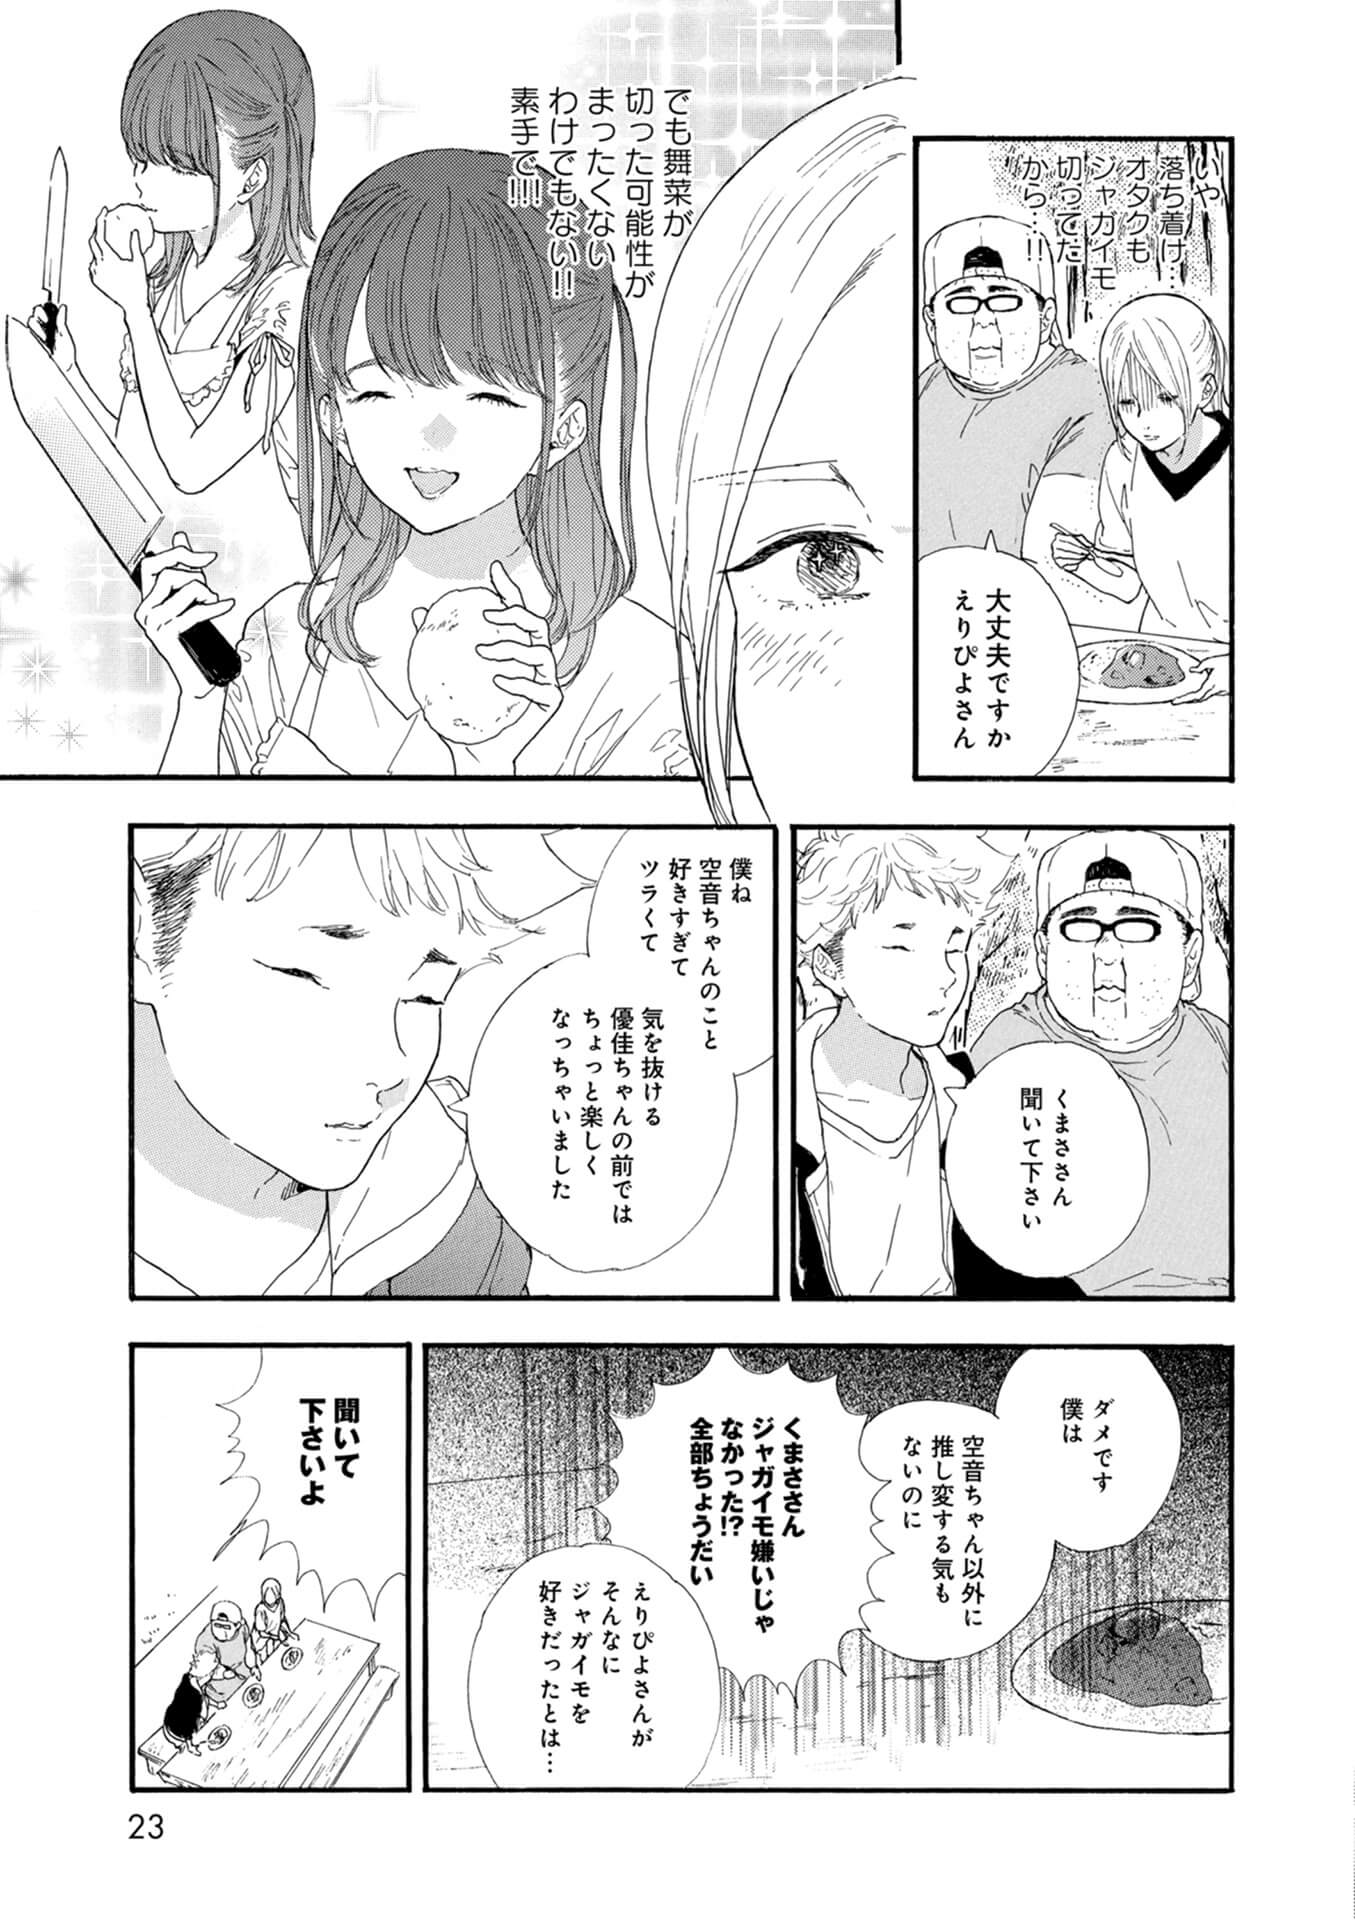 いや
落ち着け…
オタクも
ジャガイモ
切ってた
から…!!
大丈夫ですか
えりぴよさん
でも舞菜が
切った可能性が
まったくない
わけでもない!!
素手で!!!
くまささん
聞いて下さい
僕ね
空音ちゃんのこと
好きすぎて
ツラくて
気を抜ける
優佳ちゃんの前では
ちょっと楽しく
なっちゃいました
ダメです
僕は
空音ちゃん以外に
推し変する気も
ないのに
くまささん
ジャガイモ嫌いじゃ
なかった!?
全部ちょうだい
えりぴよさんが
そんなに
ジャガイモを
好きだったとは…
聞いて
下さいよ
23